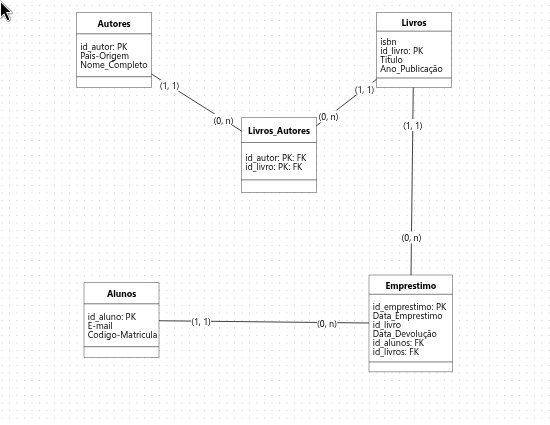 Autores
id_autor: PK
Pais-Origem
Nome_Completo
Livros
isbn
id_livro: PK
Titulo
Ano_Publicação
(1, 1)
(0, n)
(1, 1)
(0, n)
Livros_Autores
id_autor: PK: FK
id_livro: PK: FK
(1, 1)
(0, n)
Alunos
id_aluno: PK
E-mail
Codigo-Matricula
(1, 1)
(0, n)
Emprestimo
id_emprestimo: PK
Data_Emprestimo
id_livro
Data_Devolução
id_alunos: FK
id_livros: FK